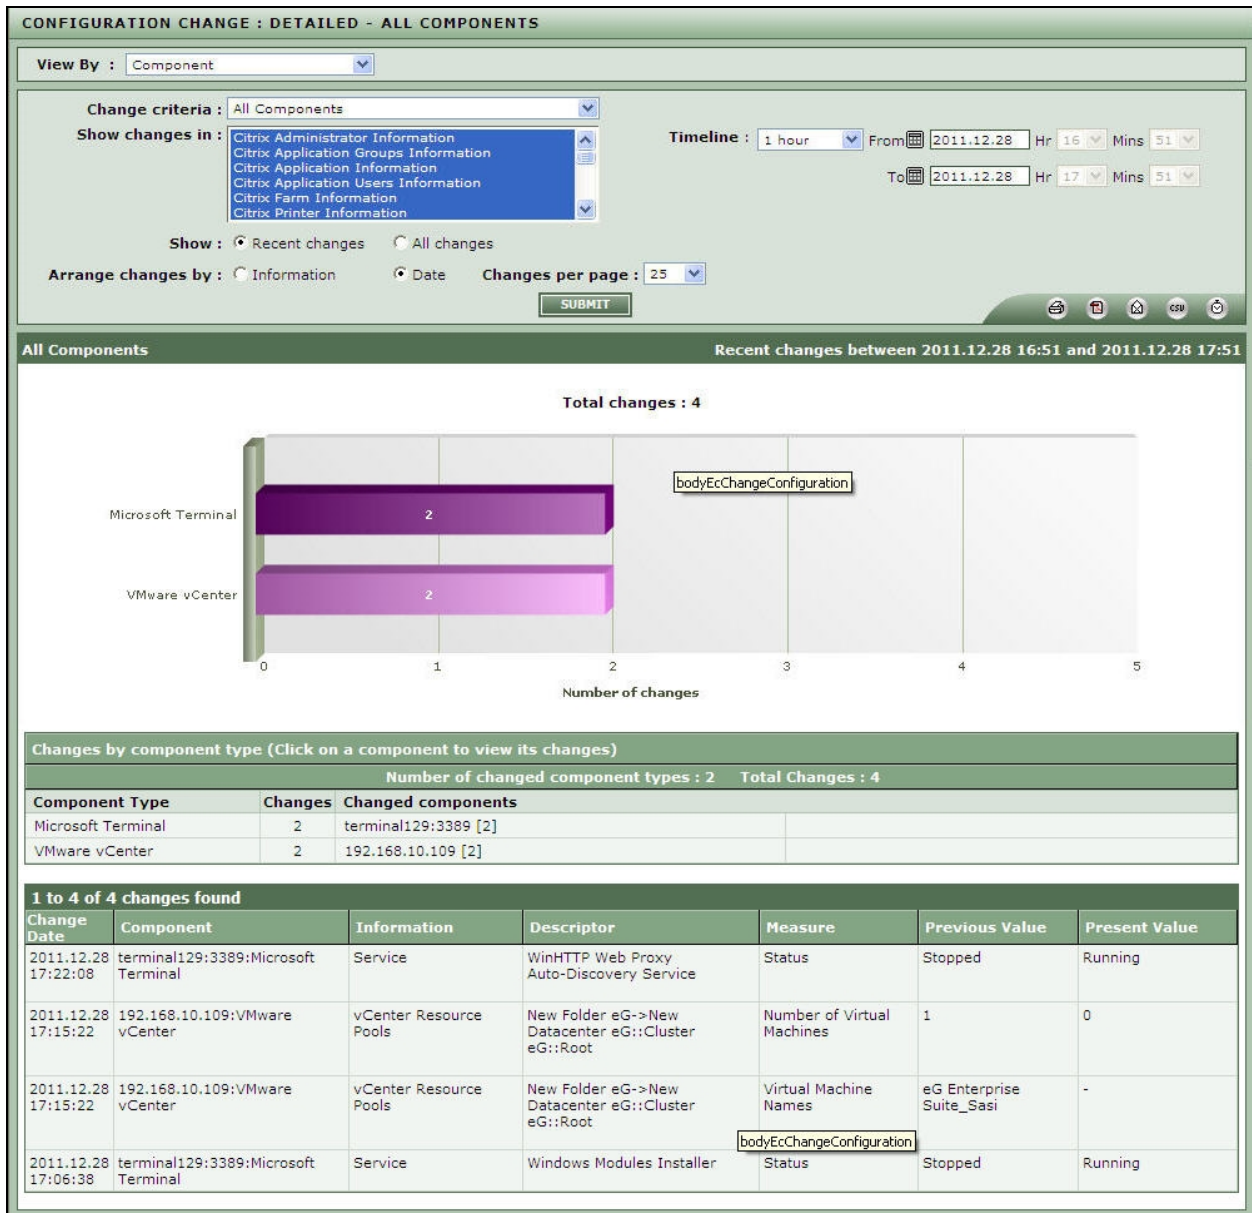 CONFIGURATION CHANGE : DETAILED - ALL COMPONENTS
View By : Component
Change criteria : All Components
Show changes in : Citrix Administrator Information
Citrix Application Groups Information
Citrix Application Information
Citrix Application Users Information
Citrix Farm Information
Citrix Printer Information
Timeline : 1 hour From 2011.12.28 Hr 16 Mins 51
To 2011.12.28 Hr 17 Mins 51
Show : Recent changes All changes
Arrange changes by : Information Date Changes per page : 25
SUBMIT
CSV
All Components Recent changes between 2011.12.28 16:51 and 2011.12.28 17:51
Total changes : 4
bodyEcChangeConfiguration
Microsoft Terminal 2
VMware vCenter 2
0 1 2 3 4 5
Number of changes
Changes by component type (Click on a component to view its changes)
Number of changed component types : 2 Total Changes : 4
Component Type Changes Changed components
Microsoft Terminal 2 terminal129:3389 [2]
VMware vCenter 2 192.168.10.109 [2]
1 to 4 of 4 changes found
Change Date Component Information Descriptor Measure Previous Value Present Value
2011.12.28 terminal129:3389:Microsoft Service WinHTTP Web Proxy Status Stopped Running
17:22:08 Terminal Auto-Discovery Service
2011.12.28 192.168.10.109:VMware vCenter Resource New Folder eG->New Number of Virtual 1 0
17:15:22 vCenter Pools Datacenter eG::Cluster Machines
eG::Root
2011.12.28 192.168.10.109:VMware vCenter Resource New Folder eG->New Virtual Machine eG Enterprise -
17:15:22 vCenter Pools Datacenter eG::Cluster Names Suite_Sasi
eG::Root
bodyEcChangeConfiguration
2011.12.28 terminal129:3389:Microsoft Service Windows Modules Installer Status Stopped Running
17:06:38 Terminal